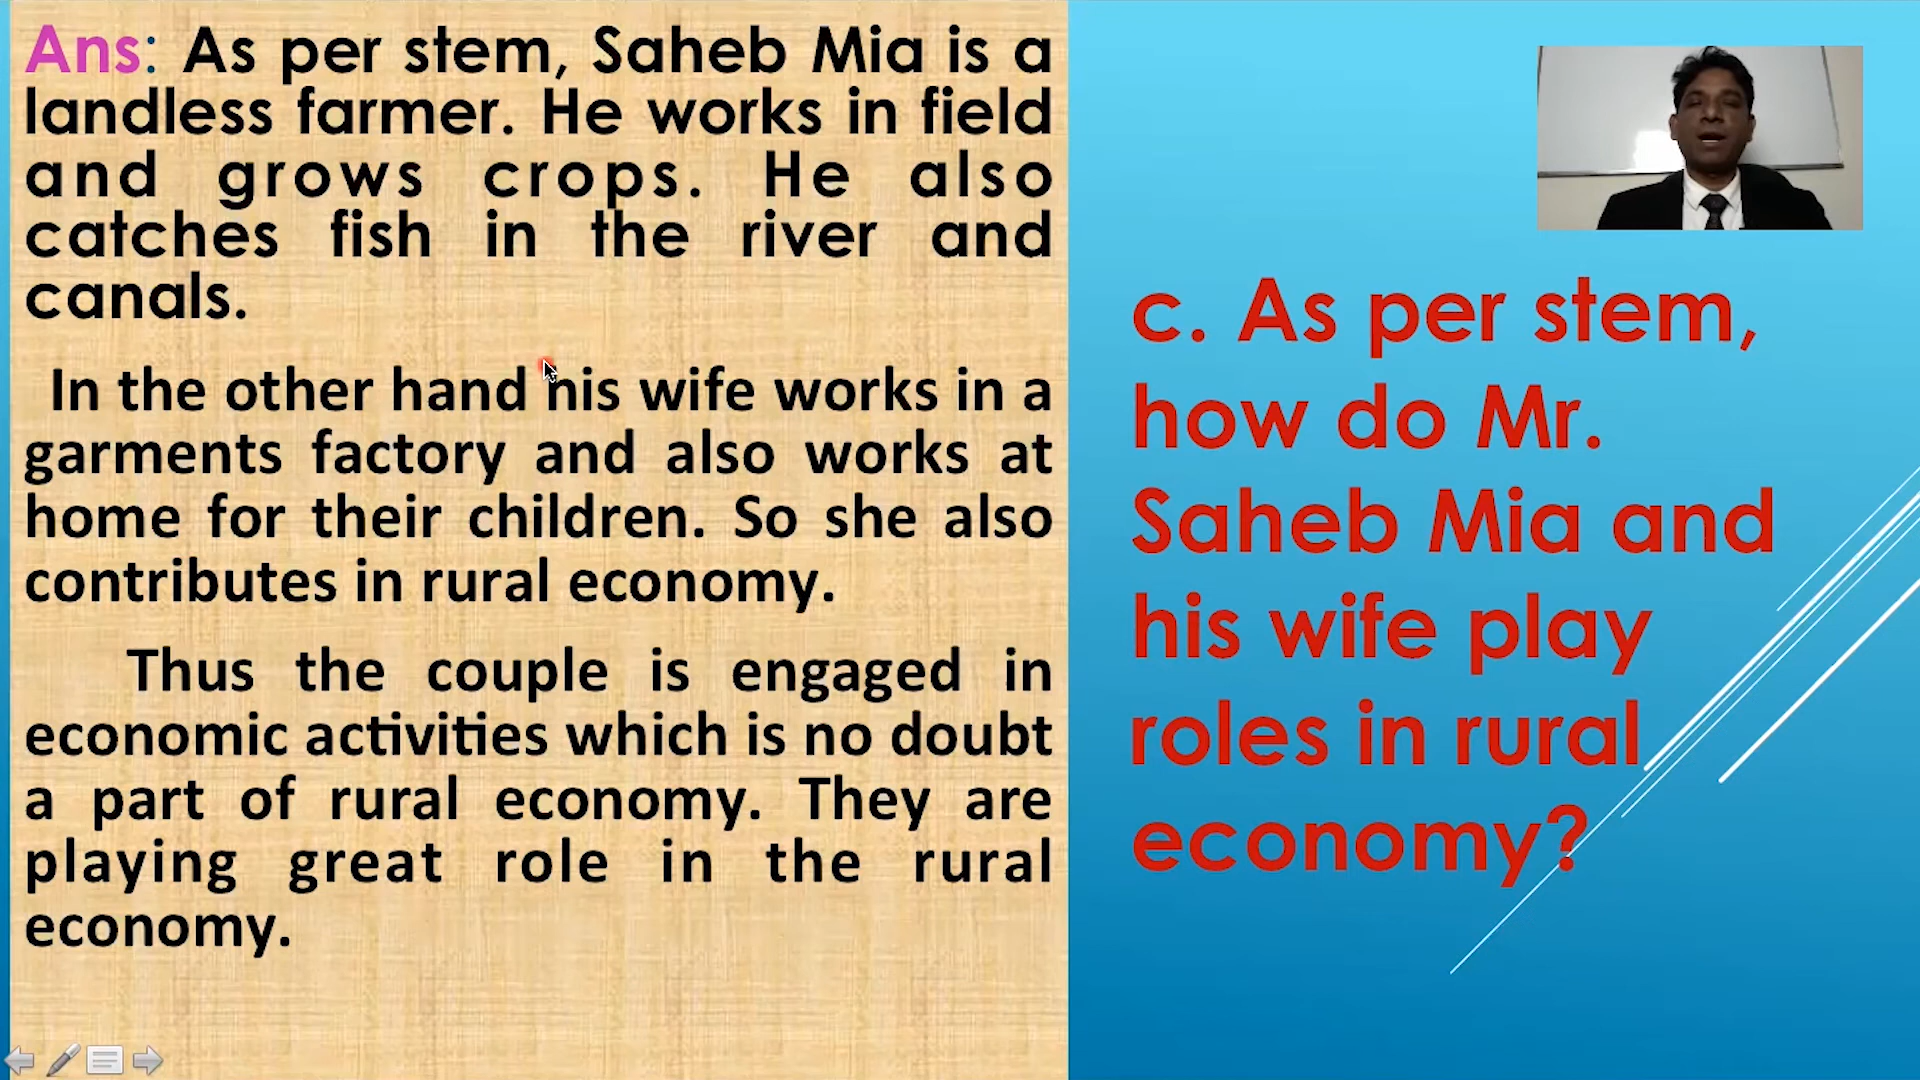 Ans: As per stem, Saheb Mia is a
landless farmer. He works in field
and grows crops. He also
catches fish in the river and
canals.
In the other hand his wife works in a
garments factory and also works at
home for their children. So she also
contributes in rural economy.
Thus the couple is engaged in
economic activities which is no doubt
a part of rural economy. They are
playing great role in the rural
economy.
c. As per stem,
how do Mr.
Saheb Mia and
his wife play
roles in rural
economy?